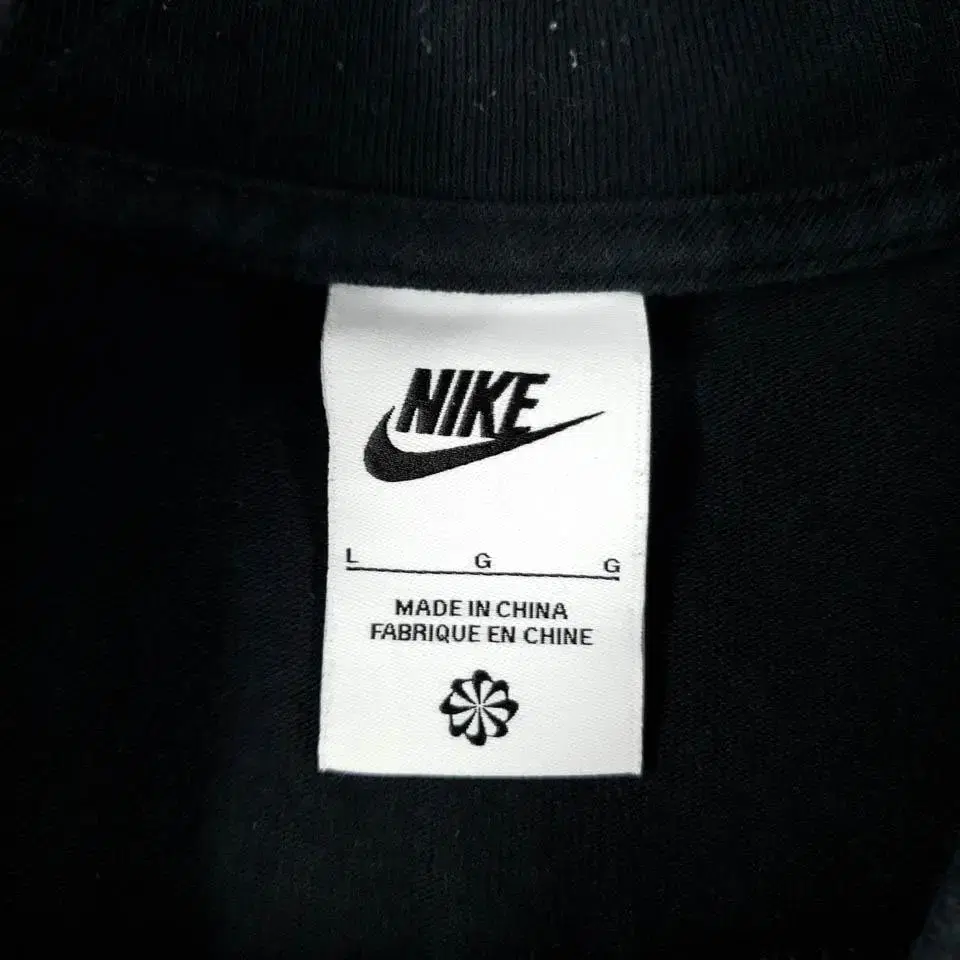 NIKE
L G G
MADE IN CHINA
FABRIQUE EN CHINE